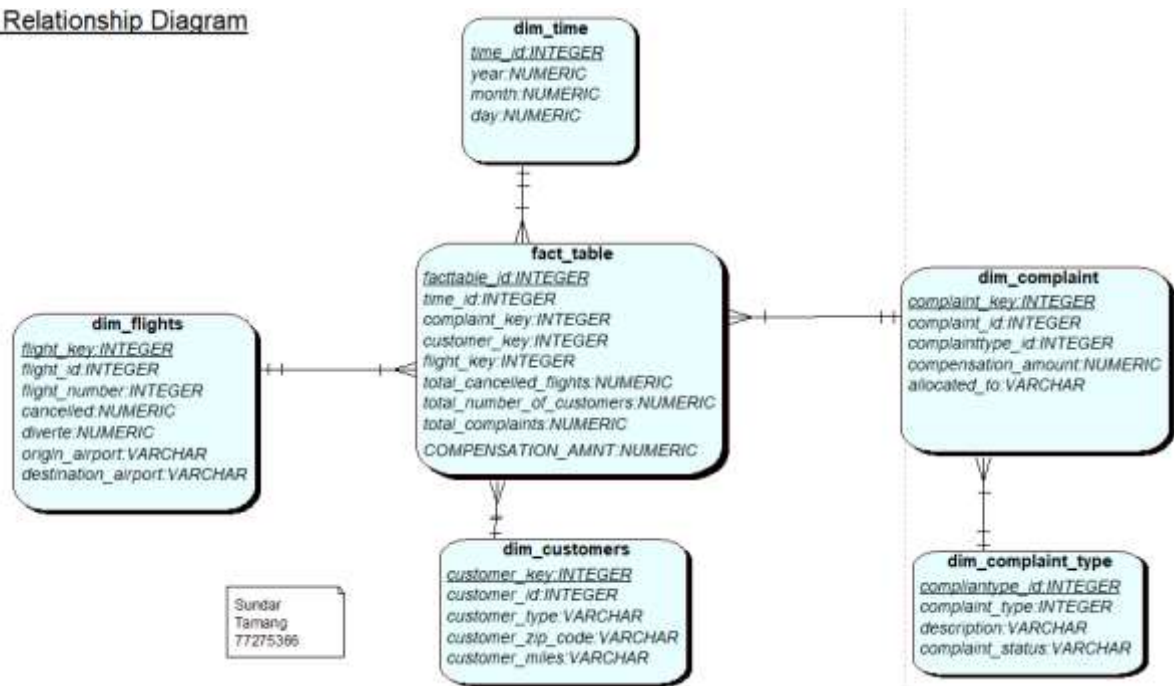 Relationship Diagram
dim_time
time_id:INTEGER
year:NUMERIC
month:NUMERIC
day:NUMERIC
fact_table
facttable_id:INTEGER
time_id:INTEGER
complaint_key:INTEGER
customer_key:INTEGER
flight_key:INTEGER
total_cancelled_flights:NUMERIC
total_number_of_customers:NUMERIC
total_complaints:NUMERIC
COMPENSATION_AMNT:NUMERIC
dim_flights
flight_key:INTEGER
flight_id:INTEGER
flight_number:INTEGER
cancelled:NUMERIC
diverte:NUMERIC
origin_airport:VARCHAR
destination_airport:VARCHAR
dim_complaint
complaint_key:INTEGER
complaint_id:INTEGER
complainttype_id:INTEGER
compensation_amount:NUMERIC
allocated_to:VARCHAR
dim_customers
customer_key:INTEGER
customer_id:INTEGER
customer_type:VARCHAR
customer_zip_code:VARCHAR
customer_miles:VARCHAR
dim_complaint_type
compliantype_id:INTEGER
complaint_type:INTEGER
description:VARCHAR
complaint_status:VARCHAR
Sundar
Tamang
77275366